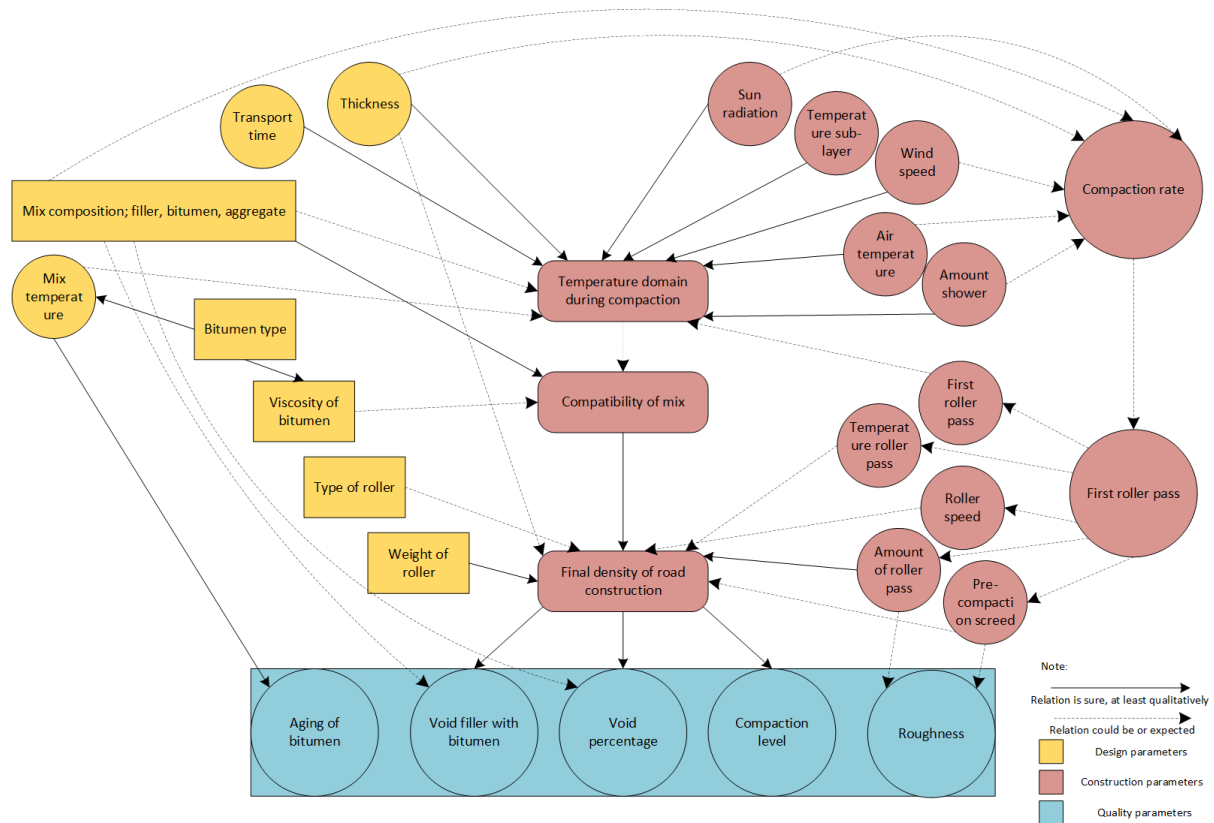 Sun
radiation
Thickness
Transport
time
Temperat
ure sub-
layer
Wind
speed
Compaction rate
Mix composition; filler, bitumen, aggregate
Air
temperat
ure
Mix
temperat
ure
Temperature domain
during compaction
Amount
shower
Bitumen type
Viscosity of
bitumen
Compatibility of mix
First
roller
pass
Temperat
ure roller
pass
Type of roller
First roller pass
Roller
speed
Weight of
roller
Final density of road
construction
Amount
of roller
pass
Pre-
compacti
on screed
Aging of
bitumen
Void filler with
bitumen
Void
percentage
Compaction
level
Roughness
Note:
Relation is sure, at least qualitatively
Relation could be or expected
Design parameters
Construction parameters
Quality parameters